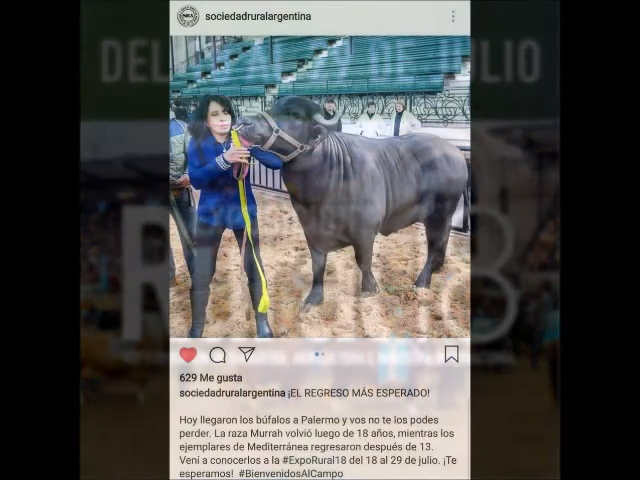 sociedadruralargentina
DEL
JULIO
629 Me gusta
sociedadruralargentina ¡EL REGRESO MÁS ESPERADO!
Hoy llegaron los búfalos a Palermo y vos no te los podes
perder. La raza Murrah volvió luego de 18 años, mientras los
ejemplares de Mediterránea regresaron después de 13.
Vení a conocerlos a la #ExpoRural18 del 18 al 29 de julio. ¡Te
esperamos! #BienvenidosAlCampo